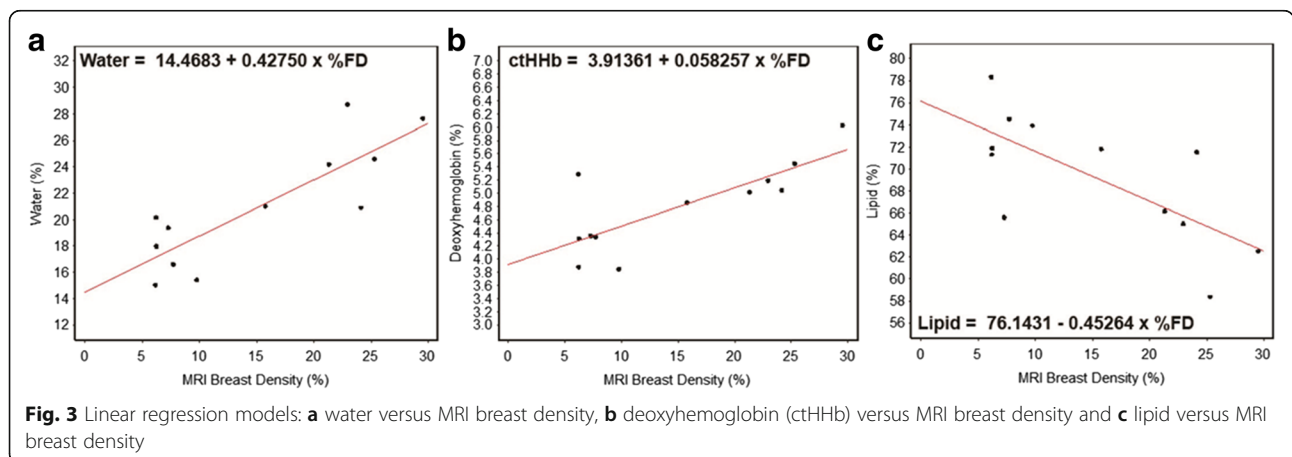 a
Water = 14.4683 + 0.42750 x %FD
32
30
28
26
24
22
20
18
16
14
12
Water (%)
0 5 10 15 20 25 30
MRI Breast Density (%)
b
ctHHb = 3.91361 + 0.058257 x %FD
7.0
6.8
6.6
6.4
6.2
6.0
5.8
5.6
5.4
5.2
5.0
4.8
4.6
4.4
4.2
4.0
3.8
3.6
3.4
3.2
3.0
Deoxyhemoglobin (%)
0 5 10 15 20 25 30
MRI Breast Density (%)
c
80
78
76
74
72
70
68
66
64
62
60
58
56
Lipid (%)
Lipid = 76.1431 - 0.45264 x %FD
0 5 10 15 20 25 30
MRI Breast Density (%)
Fig. 3 Linear regression models: a water versus MRI breast density, b deoxyhemoglobin (ctHHb) versus MRI breast density and c lipid versus MRI
breast density